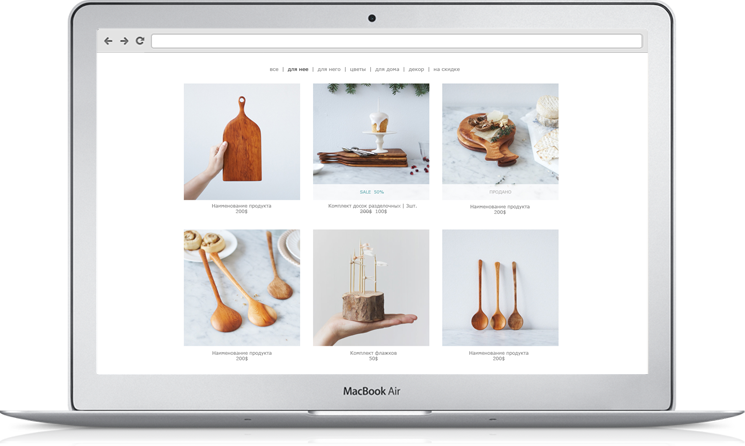 все | для нее | для него | цветы | для дома | декор | на скидке
SALE 50%
ПРОДАНО
Наименование продукта
200$
Комплект досок разделочных | 3шт.
200$ 100$
Наименование продукта
200$
Наименование продукта
200$
Комплект флажков
50$
Наименование продукта
200$
MacBook Air